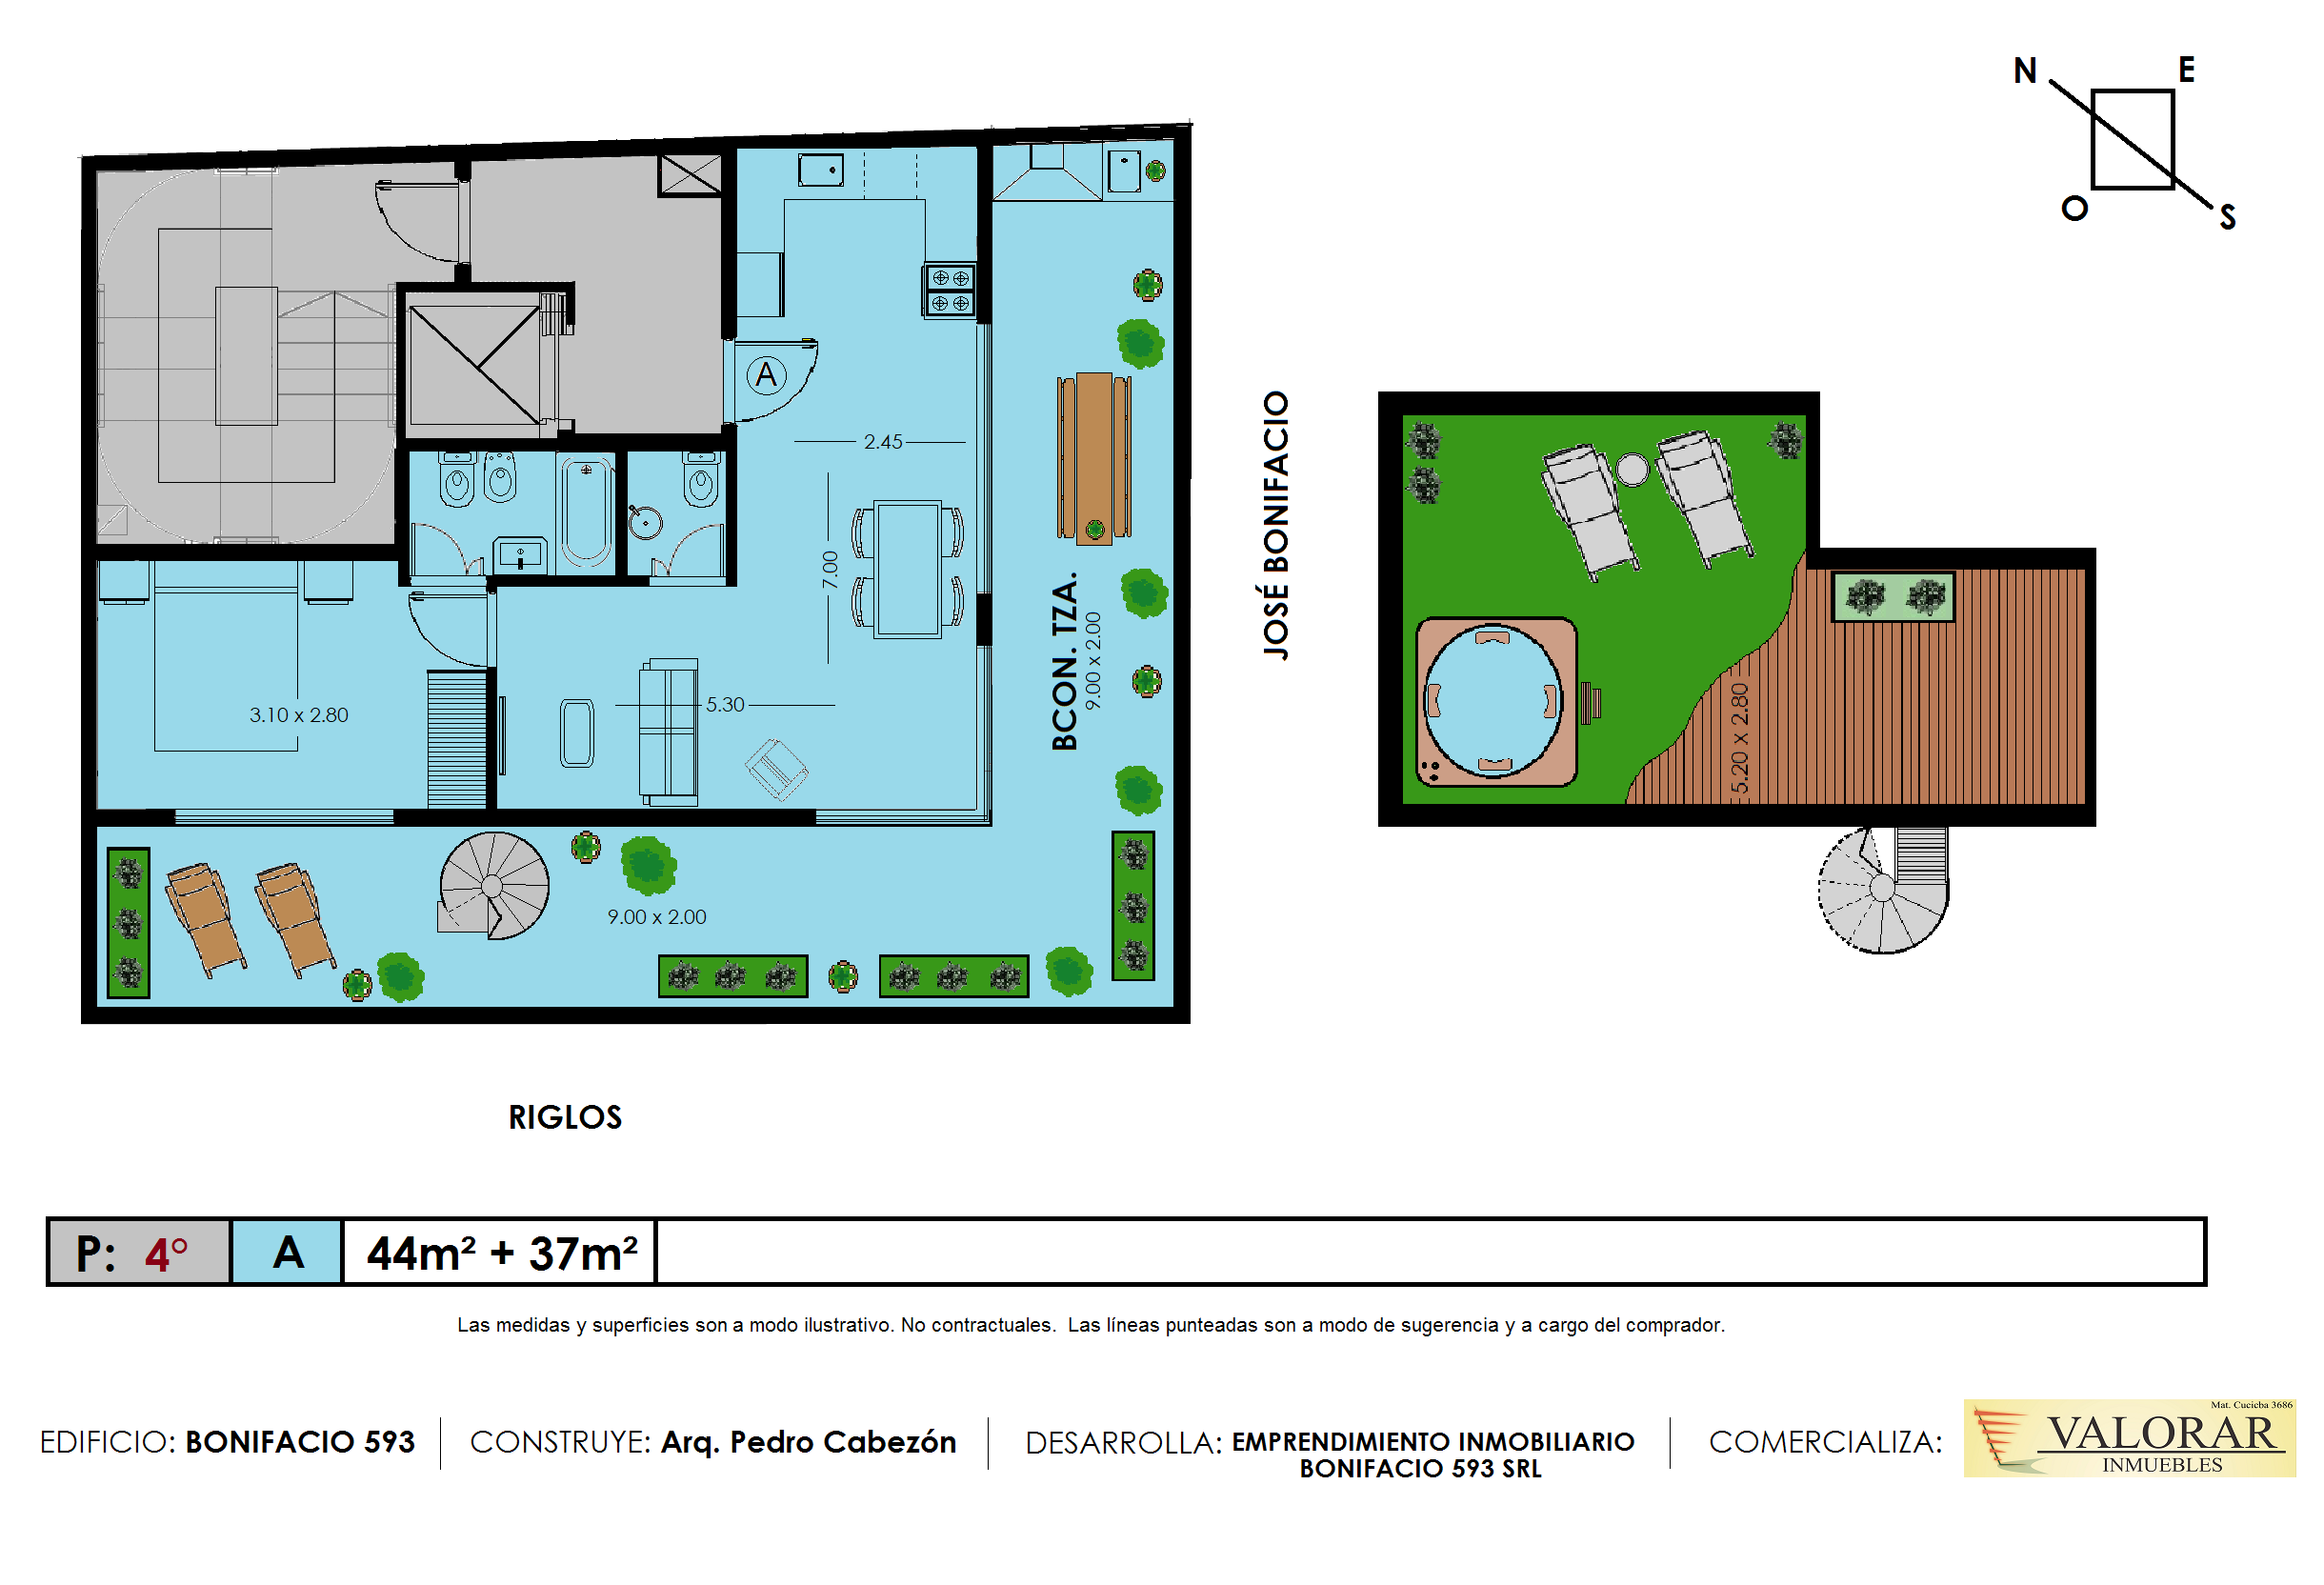 N
E
O
S
A
2.45
7.00
5.30
3.10 x 2.80
BCON. TZA.
9.00 x 2.00
9.00 x 2.00
JOSÉ BONIFACIO
5.20 x 2.80
RIGLOS
P: 4° A 44m² + 37m²
Las medidas y superficies son a modo ilustrativo. No contractuales. Las líneas punteadas son a modo de sugerencia y a cargo del comprador.
EDIFICIO: BONIFACIO 593
CONSTRUYE: Arq. Pedro Cabezón
DESARROLLA: EMPRENDIMIENTO INMOBILIARIO
BONIFACIO 593 SRL
COMERCIALIZA:
Mat. Cucicba 3686
VALORAR
INMUEBLES